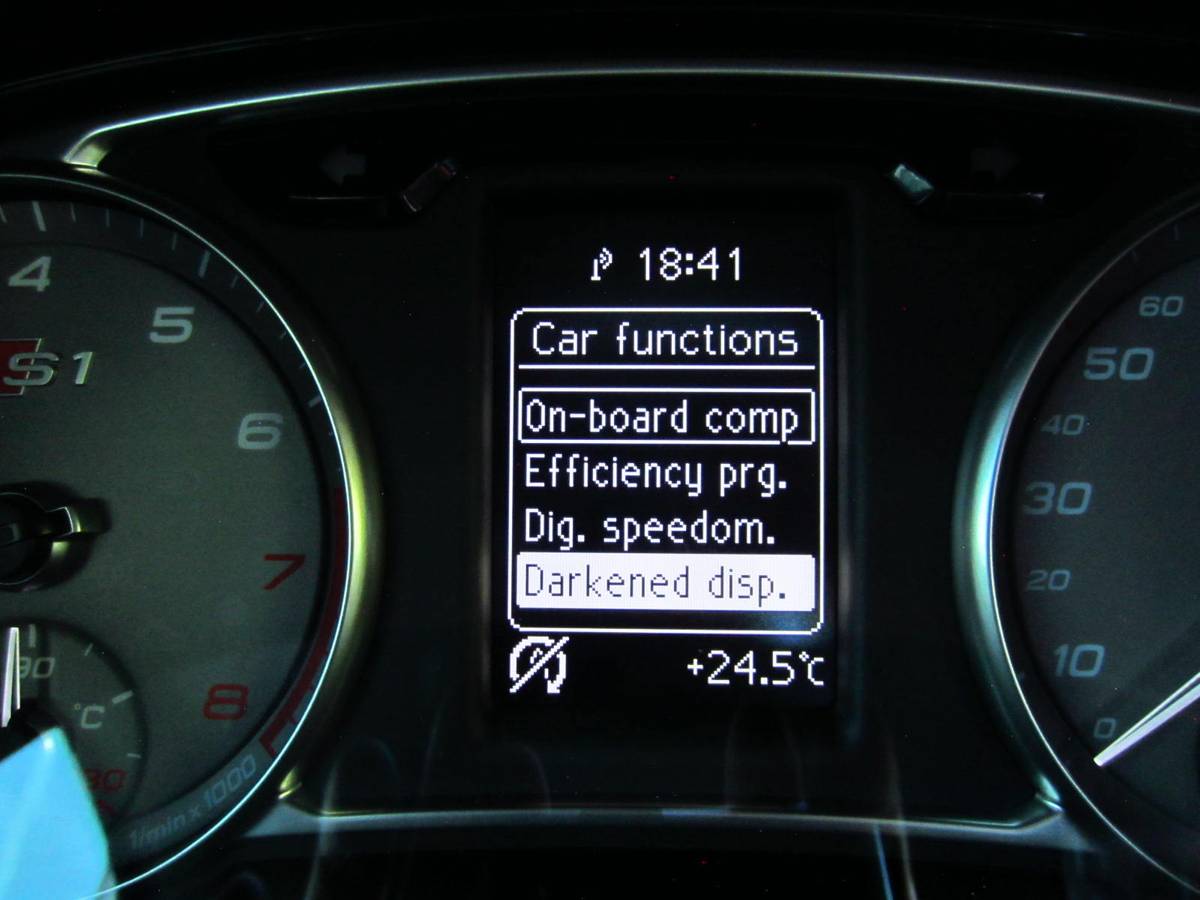 18:41
Car functions
On-board comp
Efficiency prg.
Dig. speedom.
Darkened disp.
+24.5°C
4
5
S1
6
7
8
90
°C
1/min x 1000
60
50
40
30
20
10
0